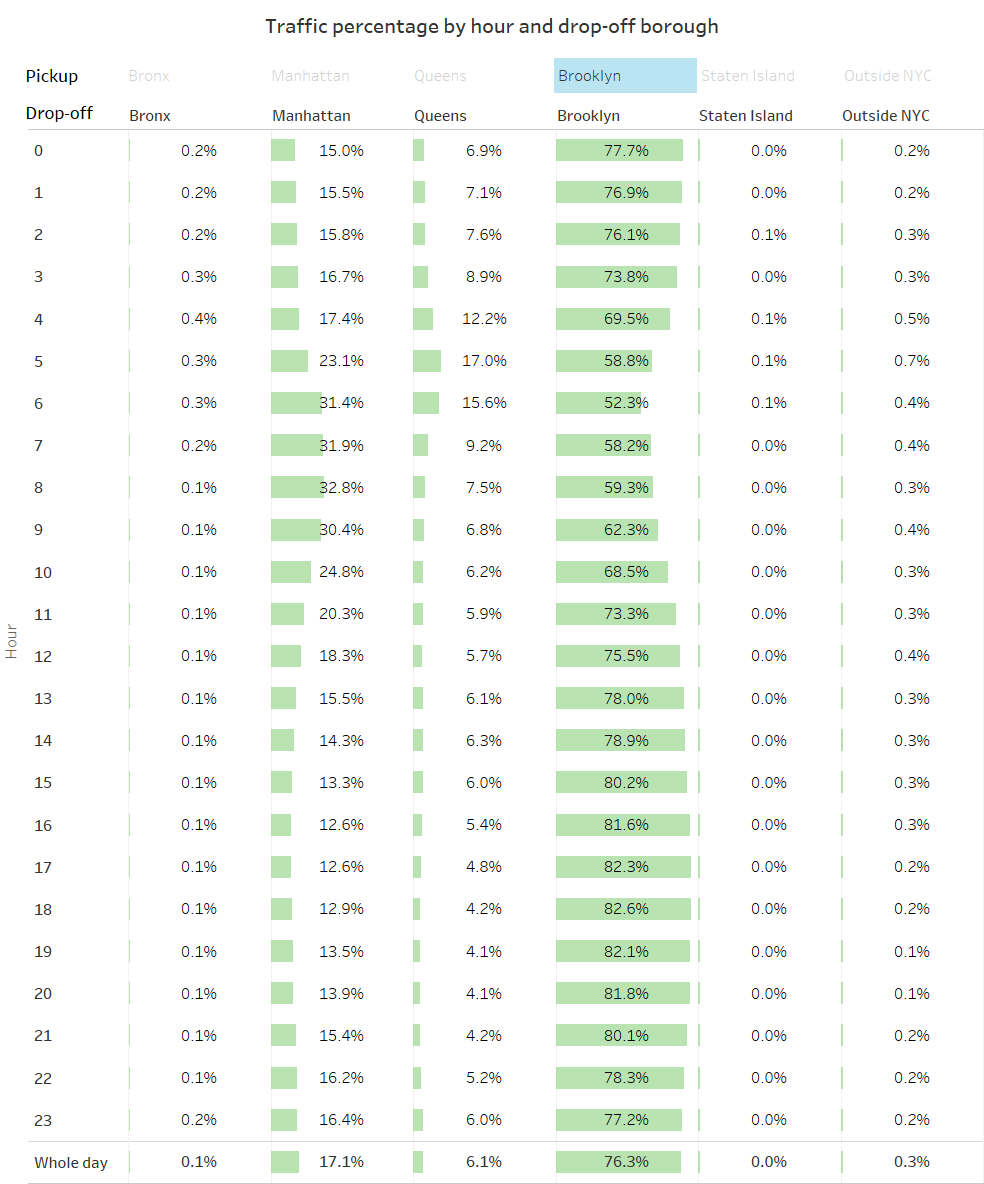 Traffic percentage by hour and drop-off borough
Pickup Bronx Manhattan Queens Brooklyn Staten Island Outside NYC
Drop-off Bronx Manhattan Queens Brooklyn Staten Island Outside NYC
0 0.2% 15.0% 6.9% 77.7% 0.0% 0.2%
1 0.2% 15.5% 7.1% 76.9% 0.0% 0.2%
2 0.2% 15.8% 7.6% 76.1% 0.1% 0.3%
3 0.3% 16.7% 8.9% 73.8% 0.0% 0.3%
4 0.4% 17.4% 12.2% 69.5% 0.1% 0.5%
5 0.3% 23.1% 17.0% 58.8% 0.1% 0.7%
6 0.3% 31.4% 15.6% 52.3% 0.1% 0.4%
7 0.2% 31.9% 9.2% 58.2% 0.0% 0.4%
8 0.1% 32.8% 7.5% 59.3% 0.0% 0.3%
9 0.1% 30.4% 6.8% 62.3% 0.0% 0.4%
10 0.1% 24.8% 6.2% 68.5% 0.0% 0.3%
11 0.1% 20.3% 5.9% 73.3% 0.0% 0.3%
Hour
12 0.1% 18.3% 5.7% 75.5% 0.0% 0.4%
13 0.1% 15.5% 6.1% 78.0% 0.0% 0.3%
14 0.1% 14.3% 6.3% 78.9% 0.0% 0.3%
15 0.1% 13.3% 6.0% 80.2% 0.0% 0.3%
16 0.1% 12.6% 5.4% 81.6% 0.0% 0.3%
17 0.1% 12.6% 4.8% 82.3% 0.0% 0.2%
18 0.1% 12.9% 4.2% 82.6% 0.0% 0.2%
19 0.1% 13.5% 4.1% 82.1% 0.0% 0.1%
20 0.1% 13.9% 4.1% 81.8% 0.0% 0.1%
21 0.1% 15.4% 4.2% 80.1% 0.0% 0.2%
22 0.1% 16.2% 5.2% 78.3% 0.0% 0.2%
23 0.2% 16.4% 6.0% 77.2% 0.0% 0.2%
Whole day 0.1% 17.1% 6.1% 76.3% 0.0% 0.3%